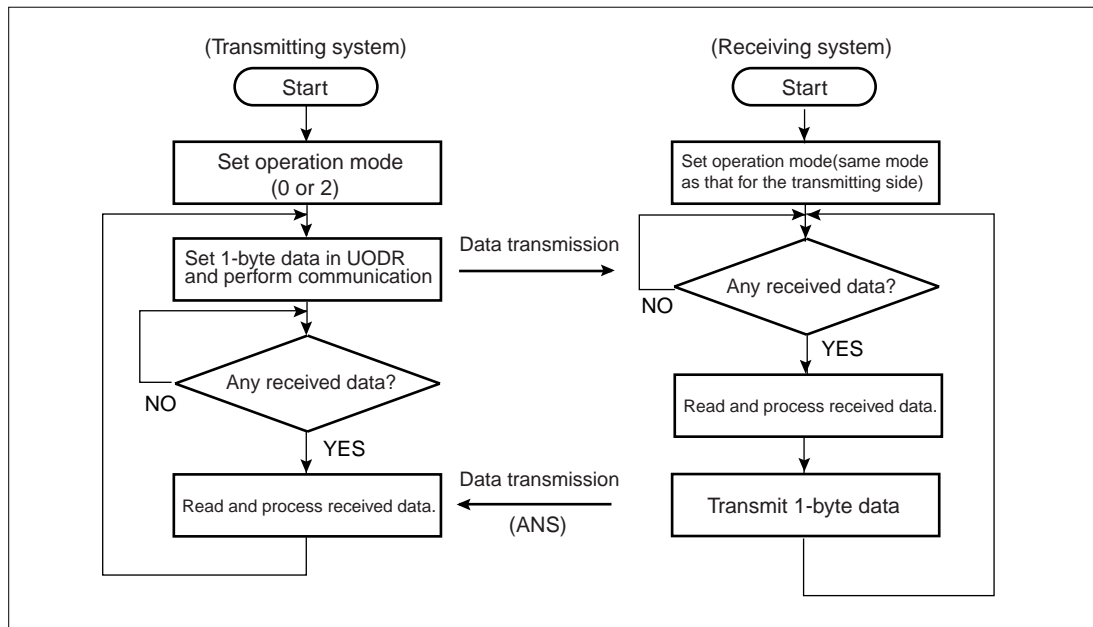 (Transmitting system)
Start
Set operation mode
(0 or 2)
Set 1-byte data in UODR
and perform communication
Any received data?
NO
YES
Read and process received data.
Data transmission
Data transmission
(ANS)
(Receiving system)
Start
Set operation mode(same mode
as that for the transmitting side)
Any received data?
NO
YES
Read and process received data.
Transmit 1-byte data